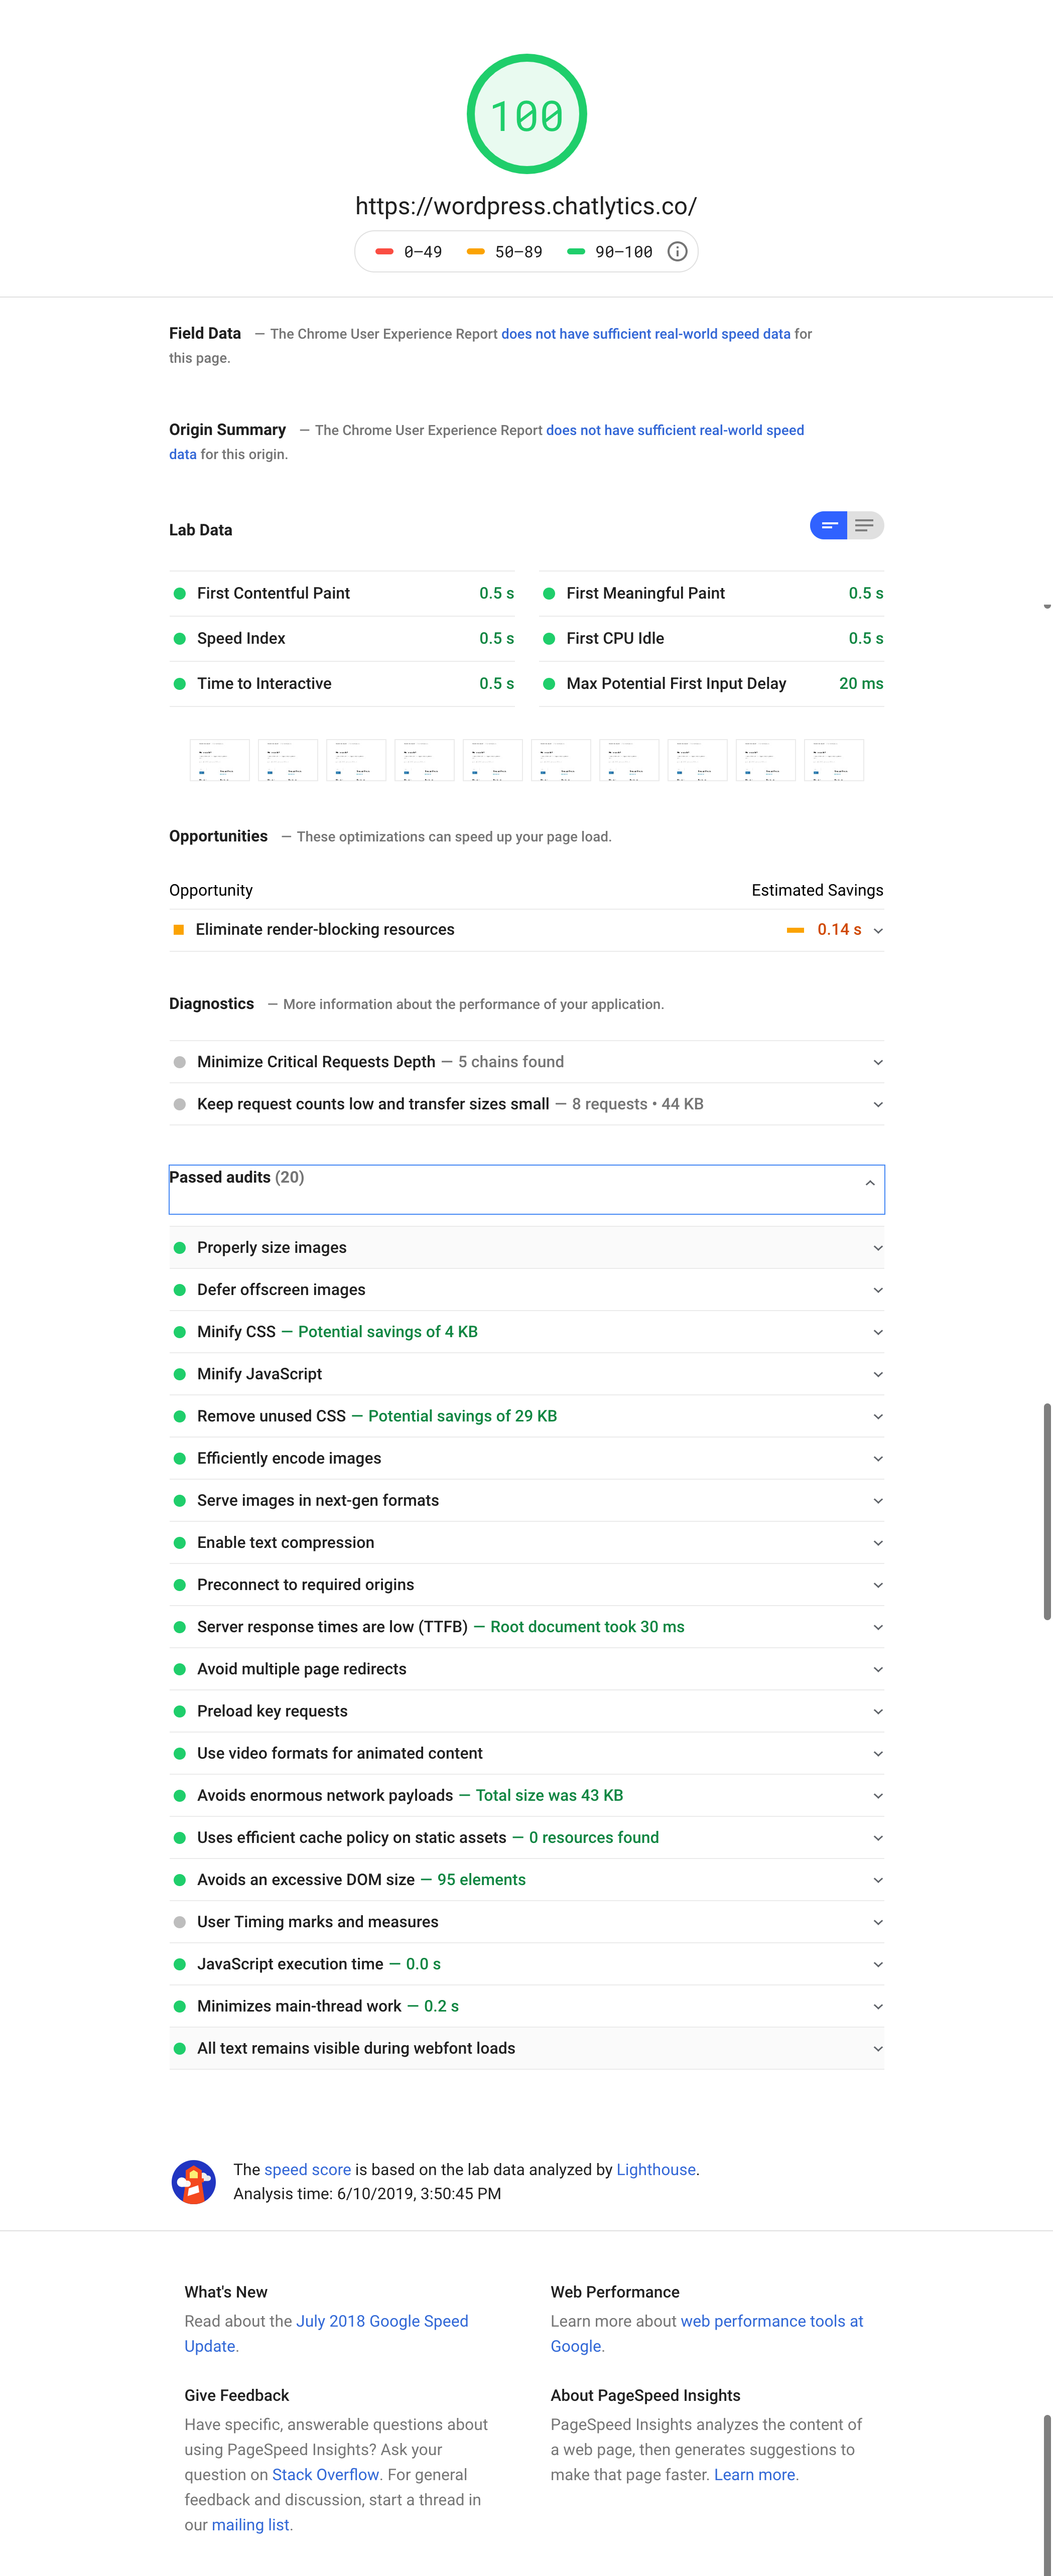 100
https://wordpress.chatlytics.co/
0–49 50–89 90–100
Field Data — The Chrome User Experience Report does not have sufficient real-world speed data for
this page.
Origin Summary — The Chrome User Experience Report does not have sufficient real-world speed
data for this origin.
Lab Data
First Contentful Paint 0.5 s
First Meaningful Paint 0.5 s
Speed Index 0.5 s
First CPU Idle 0.5 s
Time to Interactive 0.5 s
Max Potential First Input Delay 20 ms
Opportunities — These optimizations can speed up your page load.
Opportunity Estimated Savings
Eliminate render-blocking resources 0.14 s
Diagnostics — More information about the performance of your application.
Minimize Critical Requests Depth — 5 chains found
Keep request counts low and transfer sizes small — 8 requests • 44 KB
Passed audits (20)
Properly size images
Defer offscreen images
Minify CSS — Potential savings of 4 KB
Minify JavaScript
Remove unused CSS — Potential savings of 29 KB
Efficiently encode images
Serve images in next-gen formats
Enable text compression
Preconnect to required origins
Server response times are low (TTFB) — Root document took 30 ms
Avoid multiple page redirects
Preload key requests
Use video formats for animated content
Avoids enormous network payloads — Total size was 43 KB
Uses efficient cache policy on static assets — 0 resources found
Avoids an excessive DOM size — 95 elements
User Timing marks and measures
JavaScript execution time — 0.0 s
Minimizes main-thread work — 0.2 s
All text remains visible during webfont loads
The speed score is based on the lab data analyzed by Lighthouse.
Analysis time: 6/10/2019, 3:50:45 PM
What's New
Read about the July 2018 Google Speed
Update.
Web Performance
Learn more about web performance tools at
Google.
Give Feedback
Have specific, answerable questions about
using PageSpeed Insights? Ask your
question on Stack Overflow. For general
feedback and discussion, start a thread in
our mailing list.
About PageSpeed Insights
PageSpeed Insights analyzes the content of
a web page, then generates suggestions to
make that page faster. Learn more.